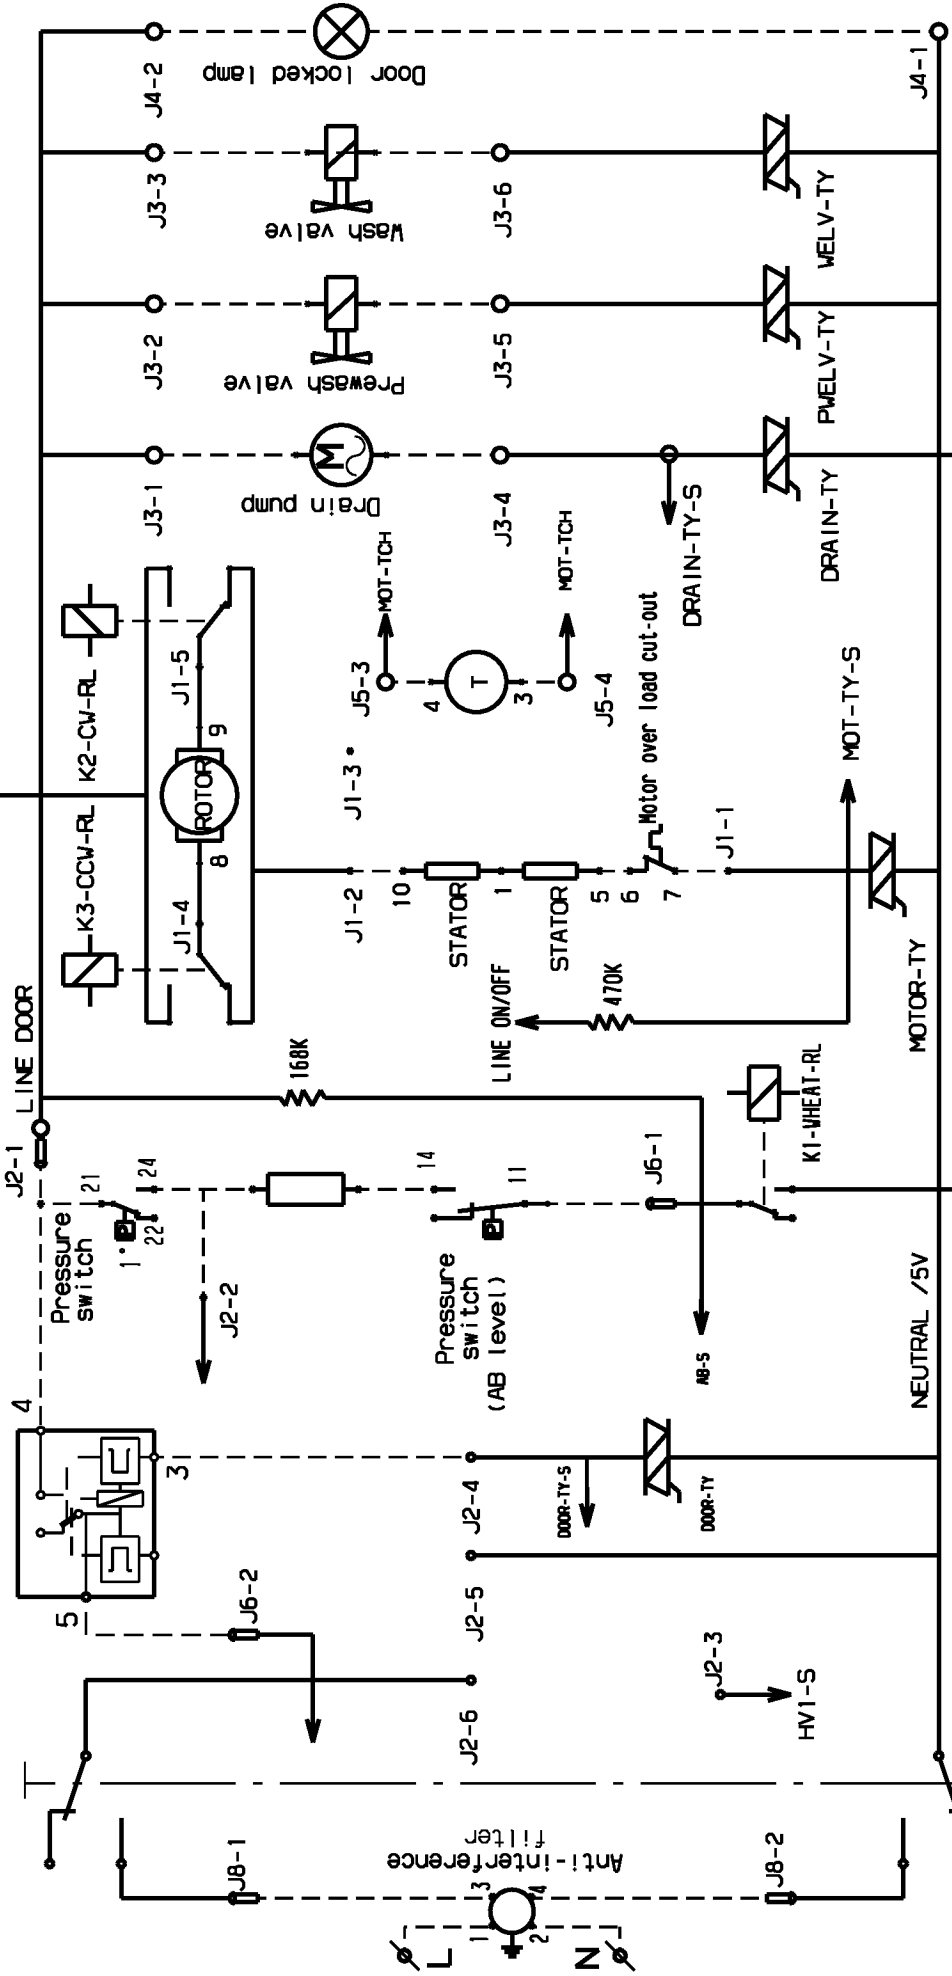 L
N
1
2
3
4
Anti-interference
filter
J8-1
J8-2
J2-6
J2-3
HV1-S
5
J6-2
J2-5
3
J2-4
DOOR-TY-S
DOOR-TY
4
NEUTRAL /5V
Pressure
switch
1°
P
21
22
24
J2-2
Pressure
switch
(AB level)
P
14
11
J6-1
AB-S
J2-1
LINE DOOR
168K
K1-WHEAT-RL
LINE ON/OFF
470K
MOTOR-TY
K3-CCW-RL
K2-CW-RL
J1-4
8
ROTOR
9
J1-5
J1-2
10
STATOR
1
STATOR
5
6
7
J1-1
Motor over load cut-out
MOT-TY-S
J1-3
J5-3
MOT-TCH
4
T
3
J5-4
MOT-TCH
J3-1
Drain pump
M
J3-4
DRAIN-TY-S
DRAIN-TY
J3-2
Prewash valve
J3-5
PWELV-TY
J3-3
Wash valve
J3-6
WELV-TY
J4-2
Door locked lamp
J4-1